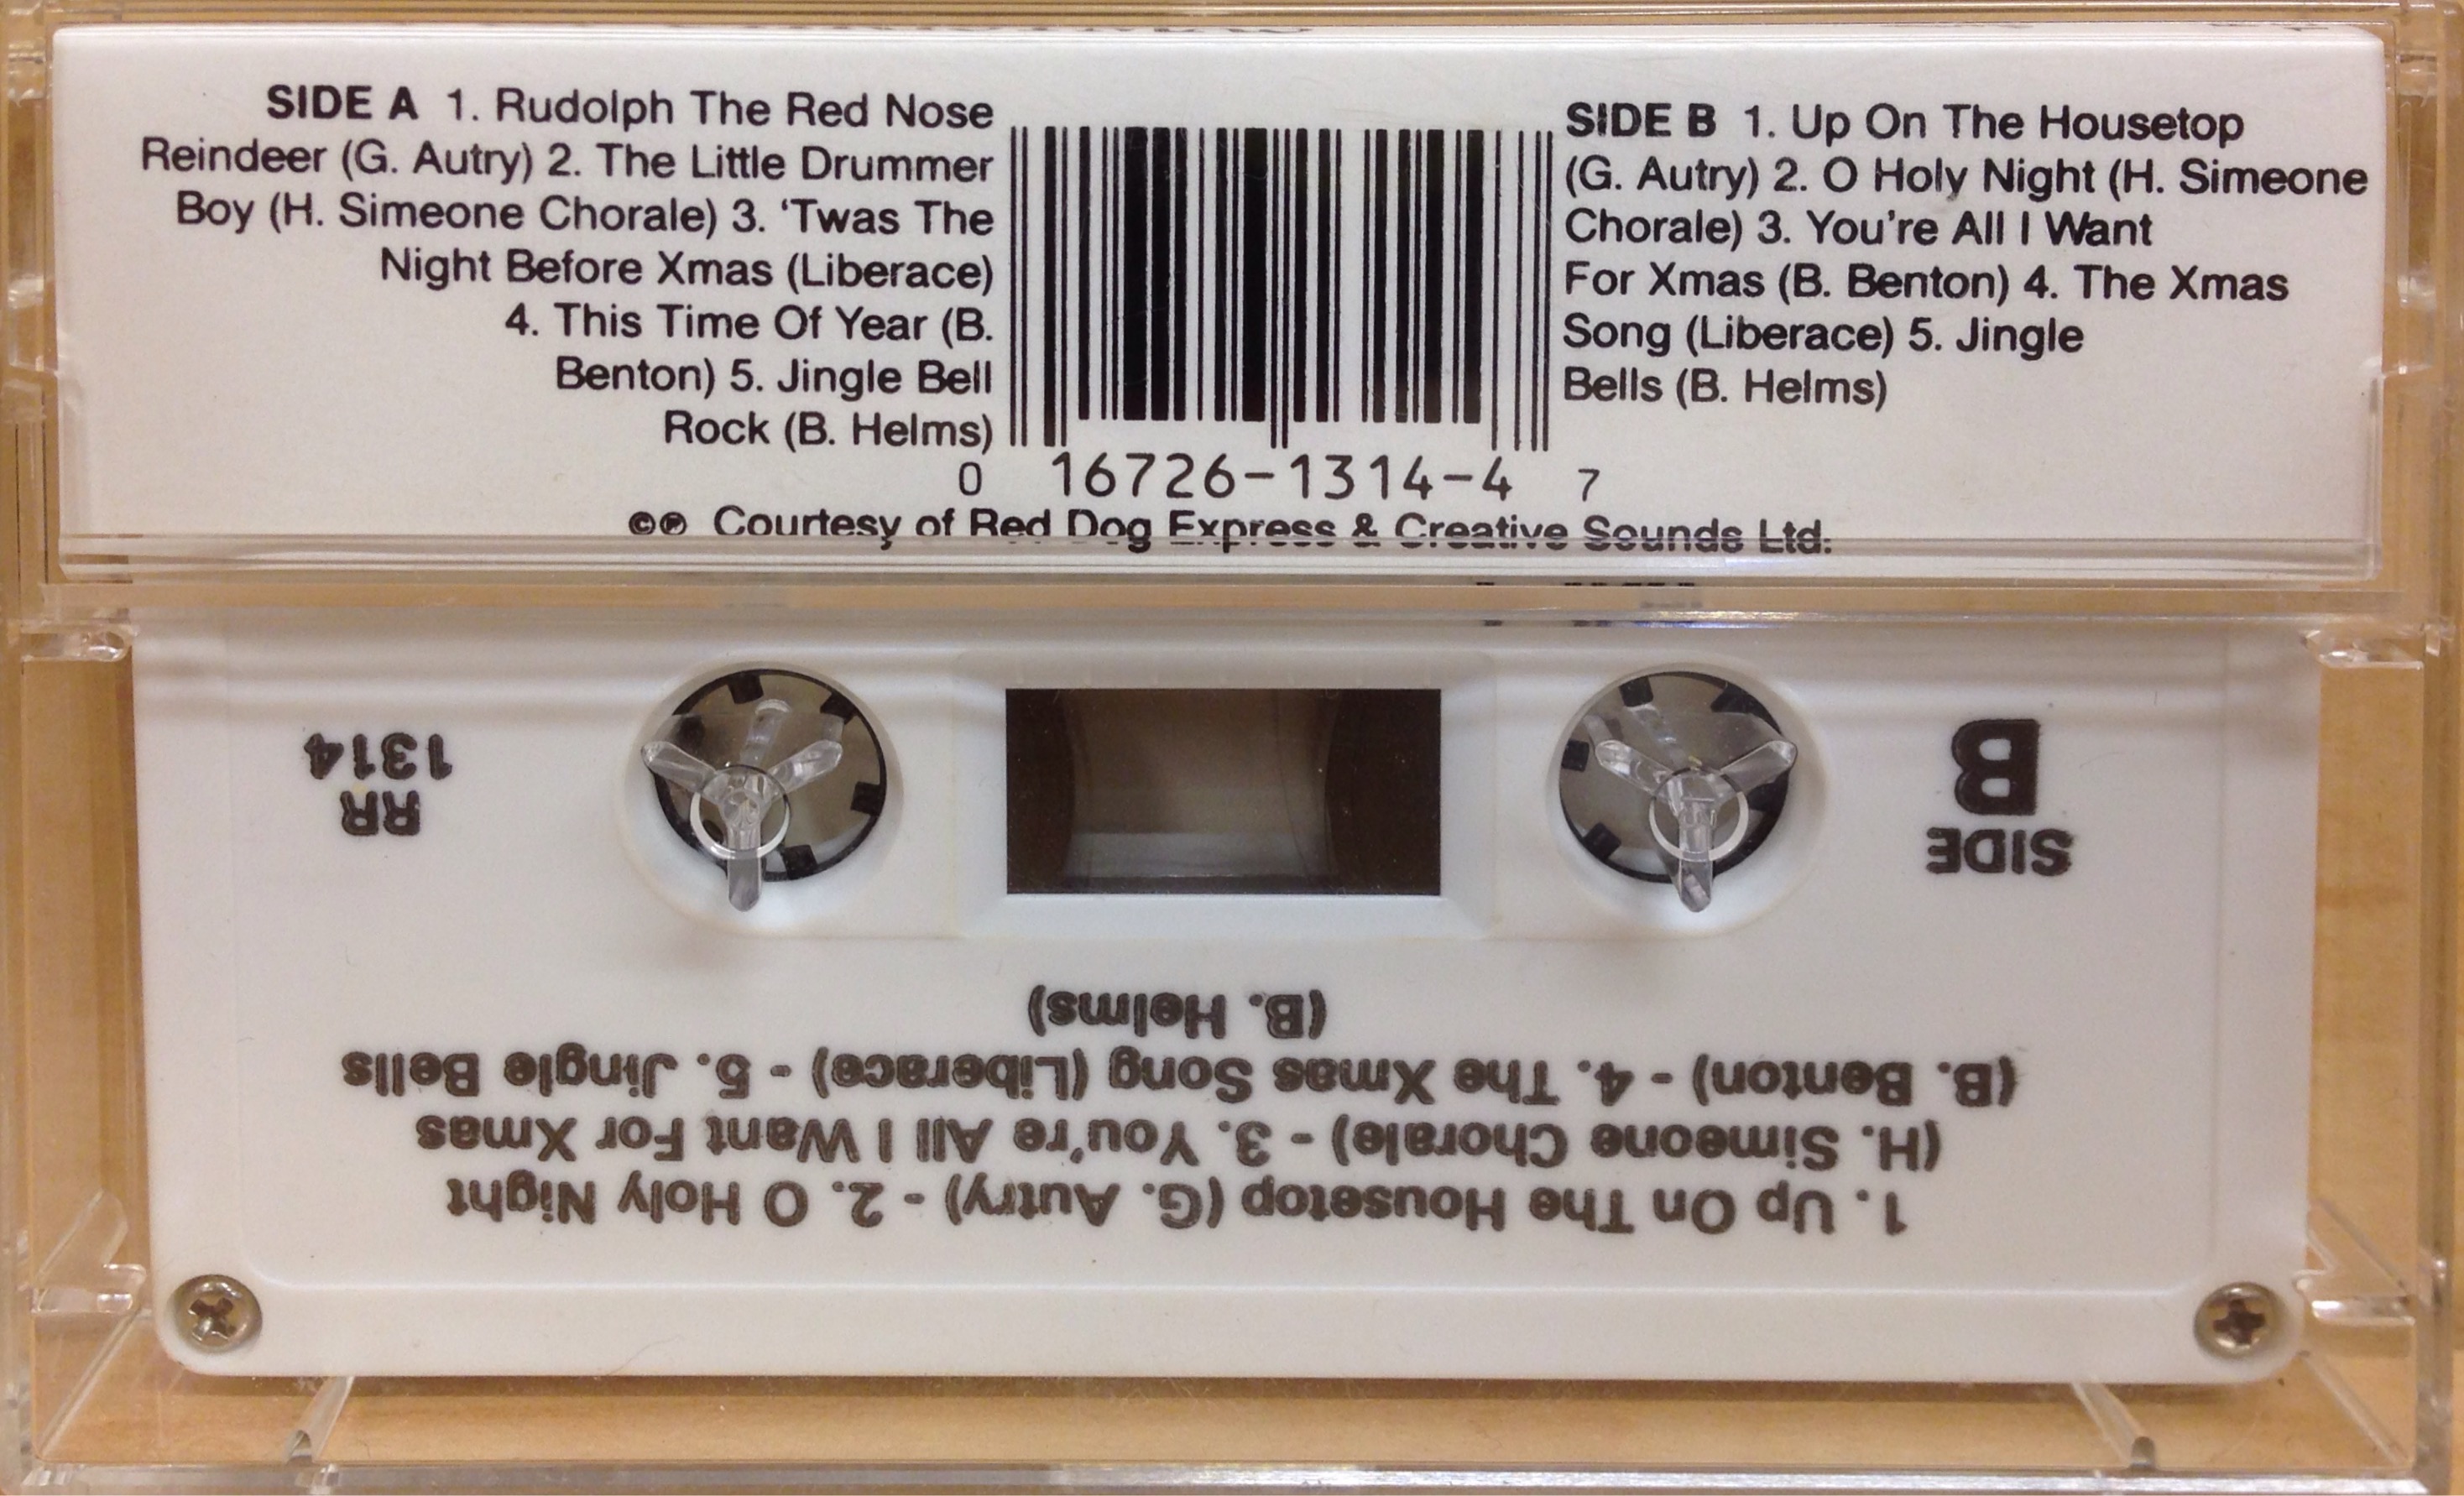 SIDE A 1. Rudolph The Red Nose
Reindeer (G. Autry) 2. The Little Drummer
Boy (H. Simeone Chorale) 3. ‘Twas The
Night Before Xmas (Liberace)
4. This Time Of Year (B.
Benton) 5. Jingle Bell
Rock (B. Helms)
SIDE B 1. Up On The Housetop
(G. Autry) 2. O Holy Night (H. Simeone
Chorale) 3. You're All I Want
For Xmas (B. Benton) 4. The Xmas
Song (Liberace) 5. Jingle
Bells (B. Helms)
0 16726-1314-4 7
©℗ Courtesy of Red Dog Express & Creative Sounds Ltd.
SIDE
B
RR
1314
1. Up On The Housetop (G. Autry) - 2. O Holy Night
(H. Simeone Chorale) - 3. You're All I Want For Xmas
(B. Benton) - 4. The Xmas Song (Liberace) - 5. Jingle Bells
(B. Helms)